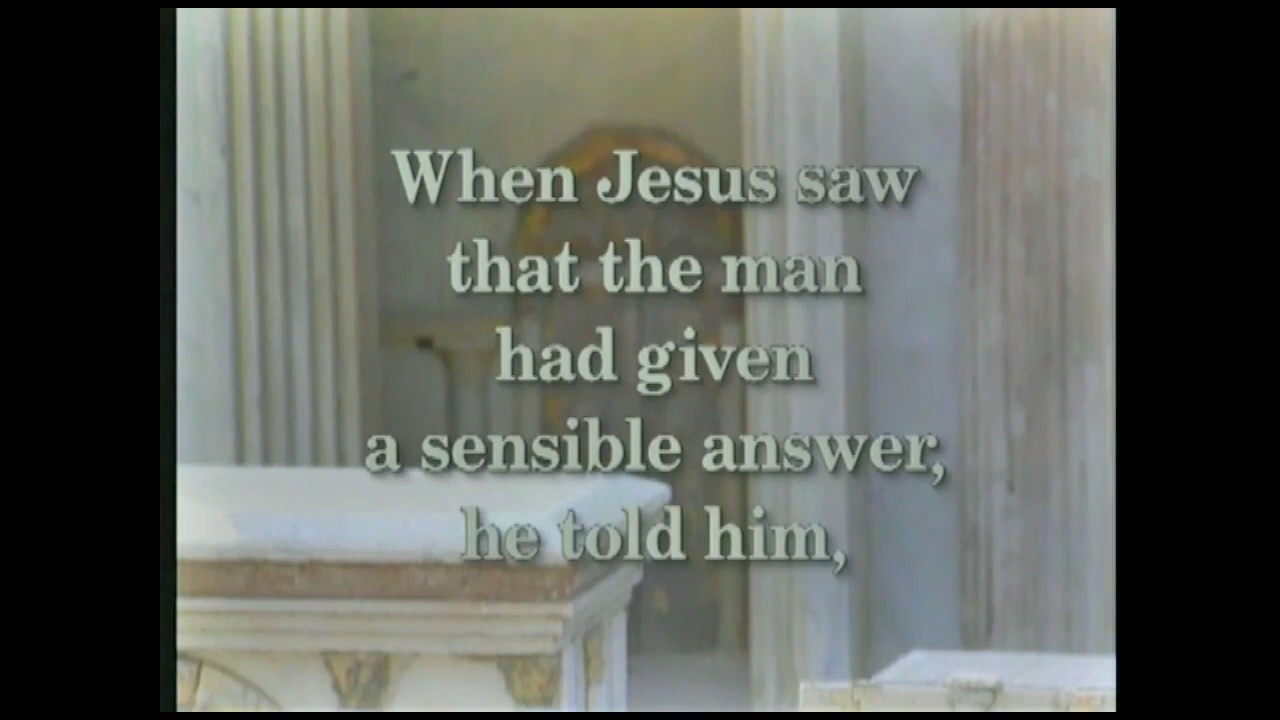 When Jesus saw
that the man
had given
a sensible answer,
he told him,